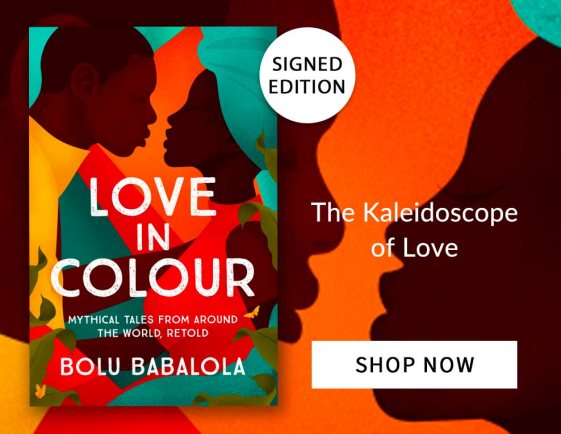 SIGNED
EDITION
LOVE
IN
COLOUR
MYTHICAL TALES FROM AROUND
THE WORLD, RETOLD
BOLU BABALOLA
The Kaleidoscope
of Love
SHOP NOW